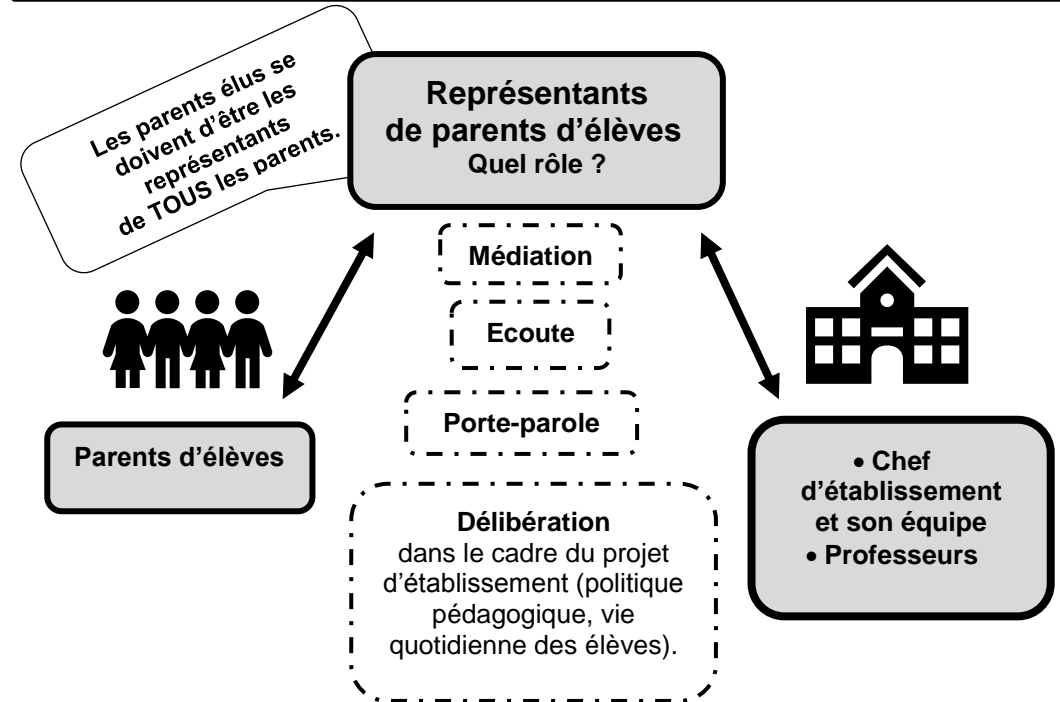 Les parents élus se
doivent d’être les
représentants
de TOUS les parents.
Représentants
de parents d’élèves
Quel rôle ?
Médiation
Ecoute
Porte-parole
Parents d’élèves
Délibération
dans le cadre du projet
d’établissement (politique
pédagogique, vie
quotidienne des élèves).
• Chef
d’établissement
et son équipe
• Professeurs